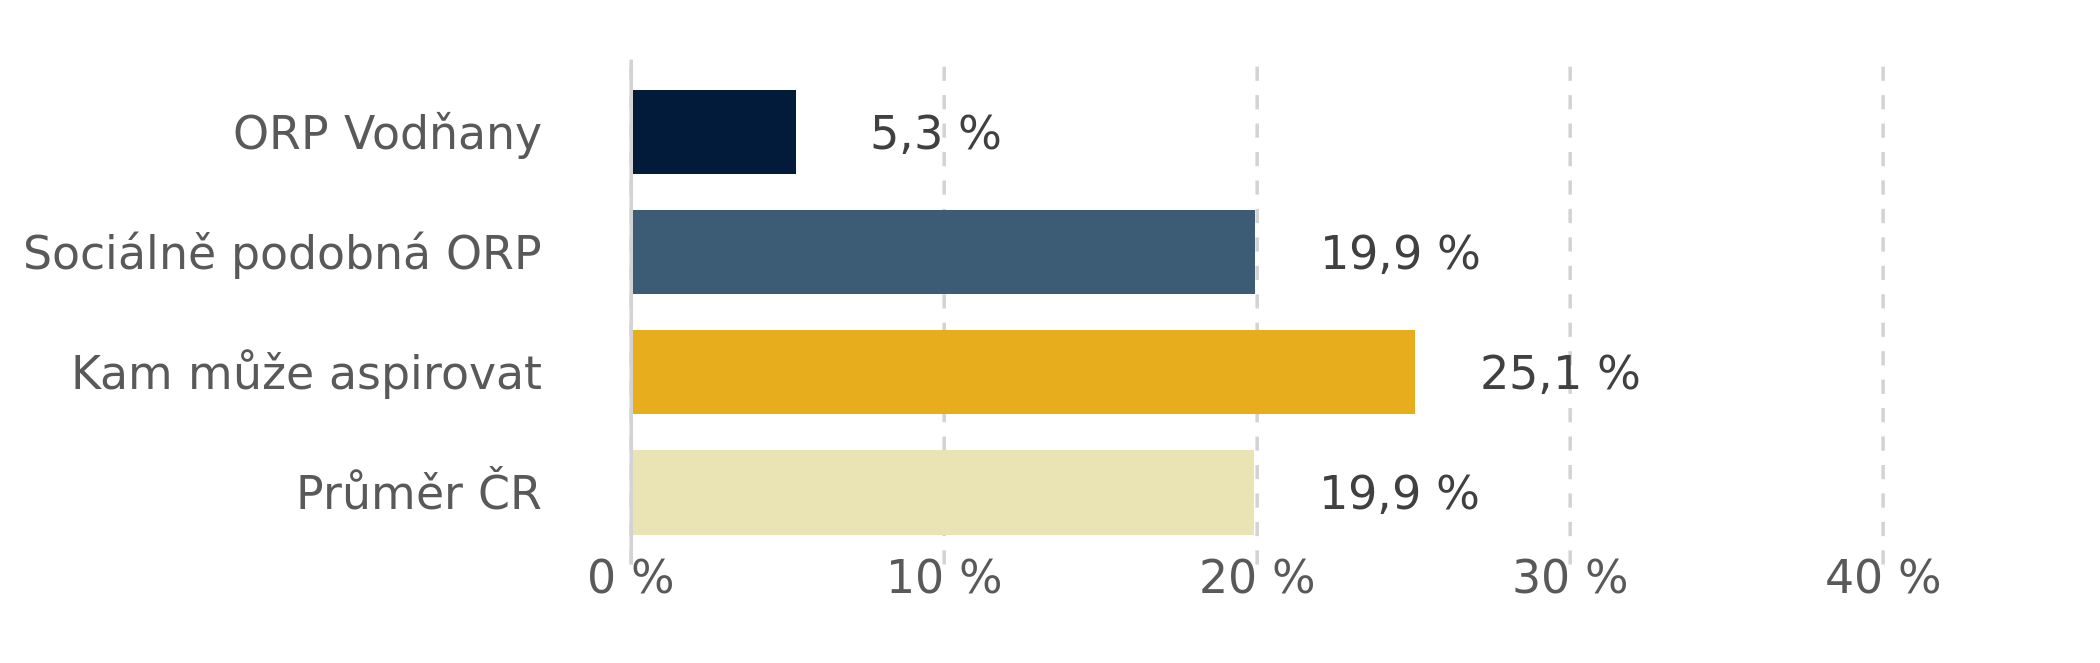 ORP Vodňany 5,3 %
Sociálně podobná ORP 19,9 %
Kam může aspirovat 25,1 %
Průměr ČR 19,9 %
0 % 10 % 20 % 30 % 40 %